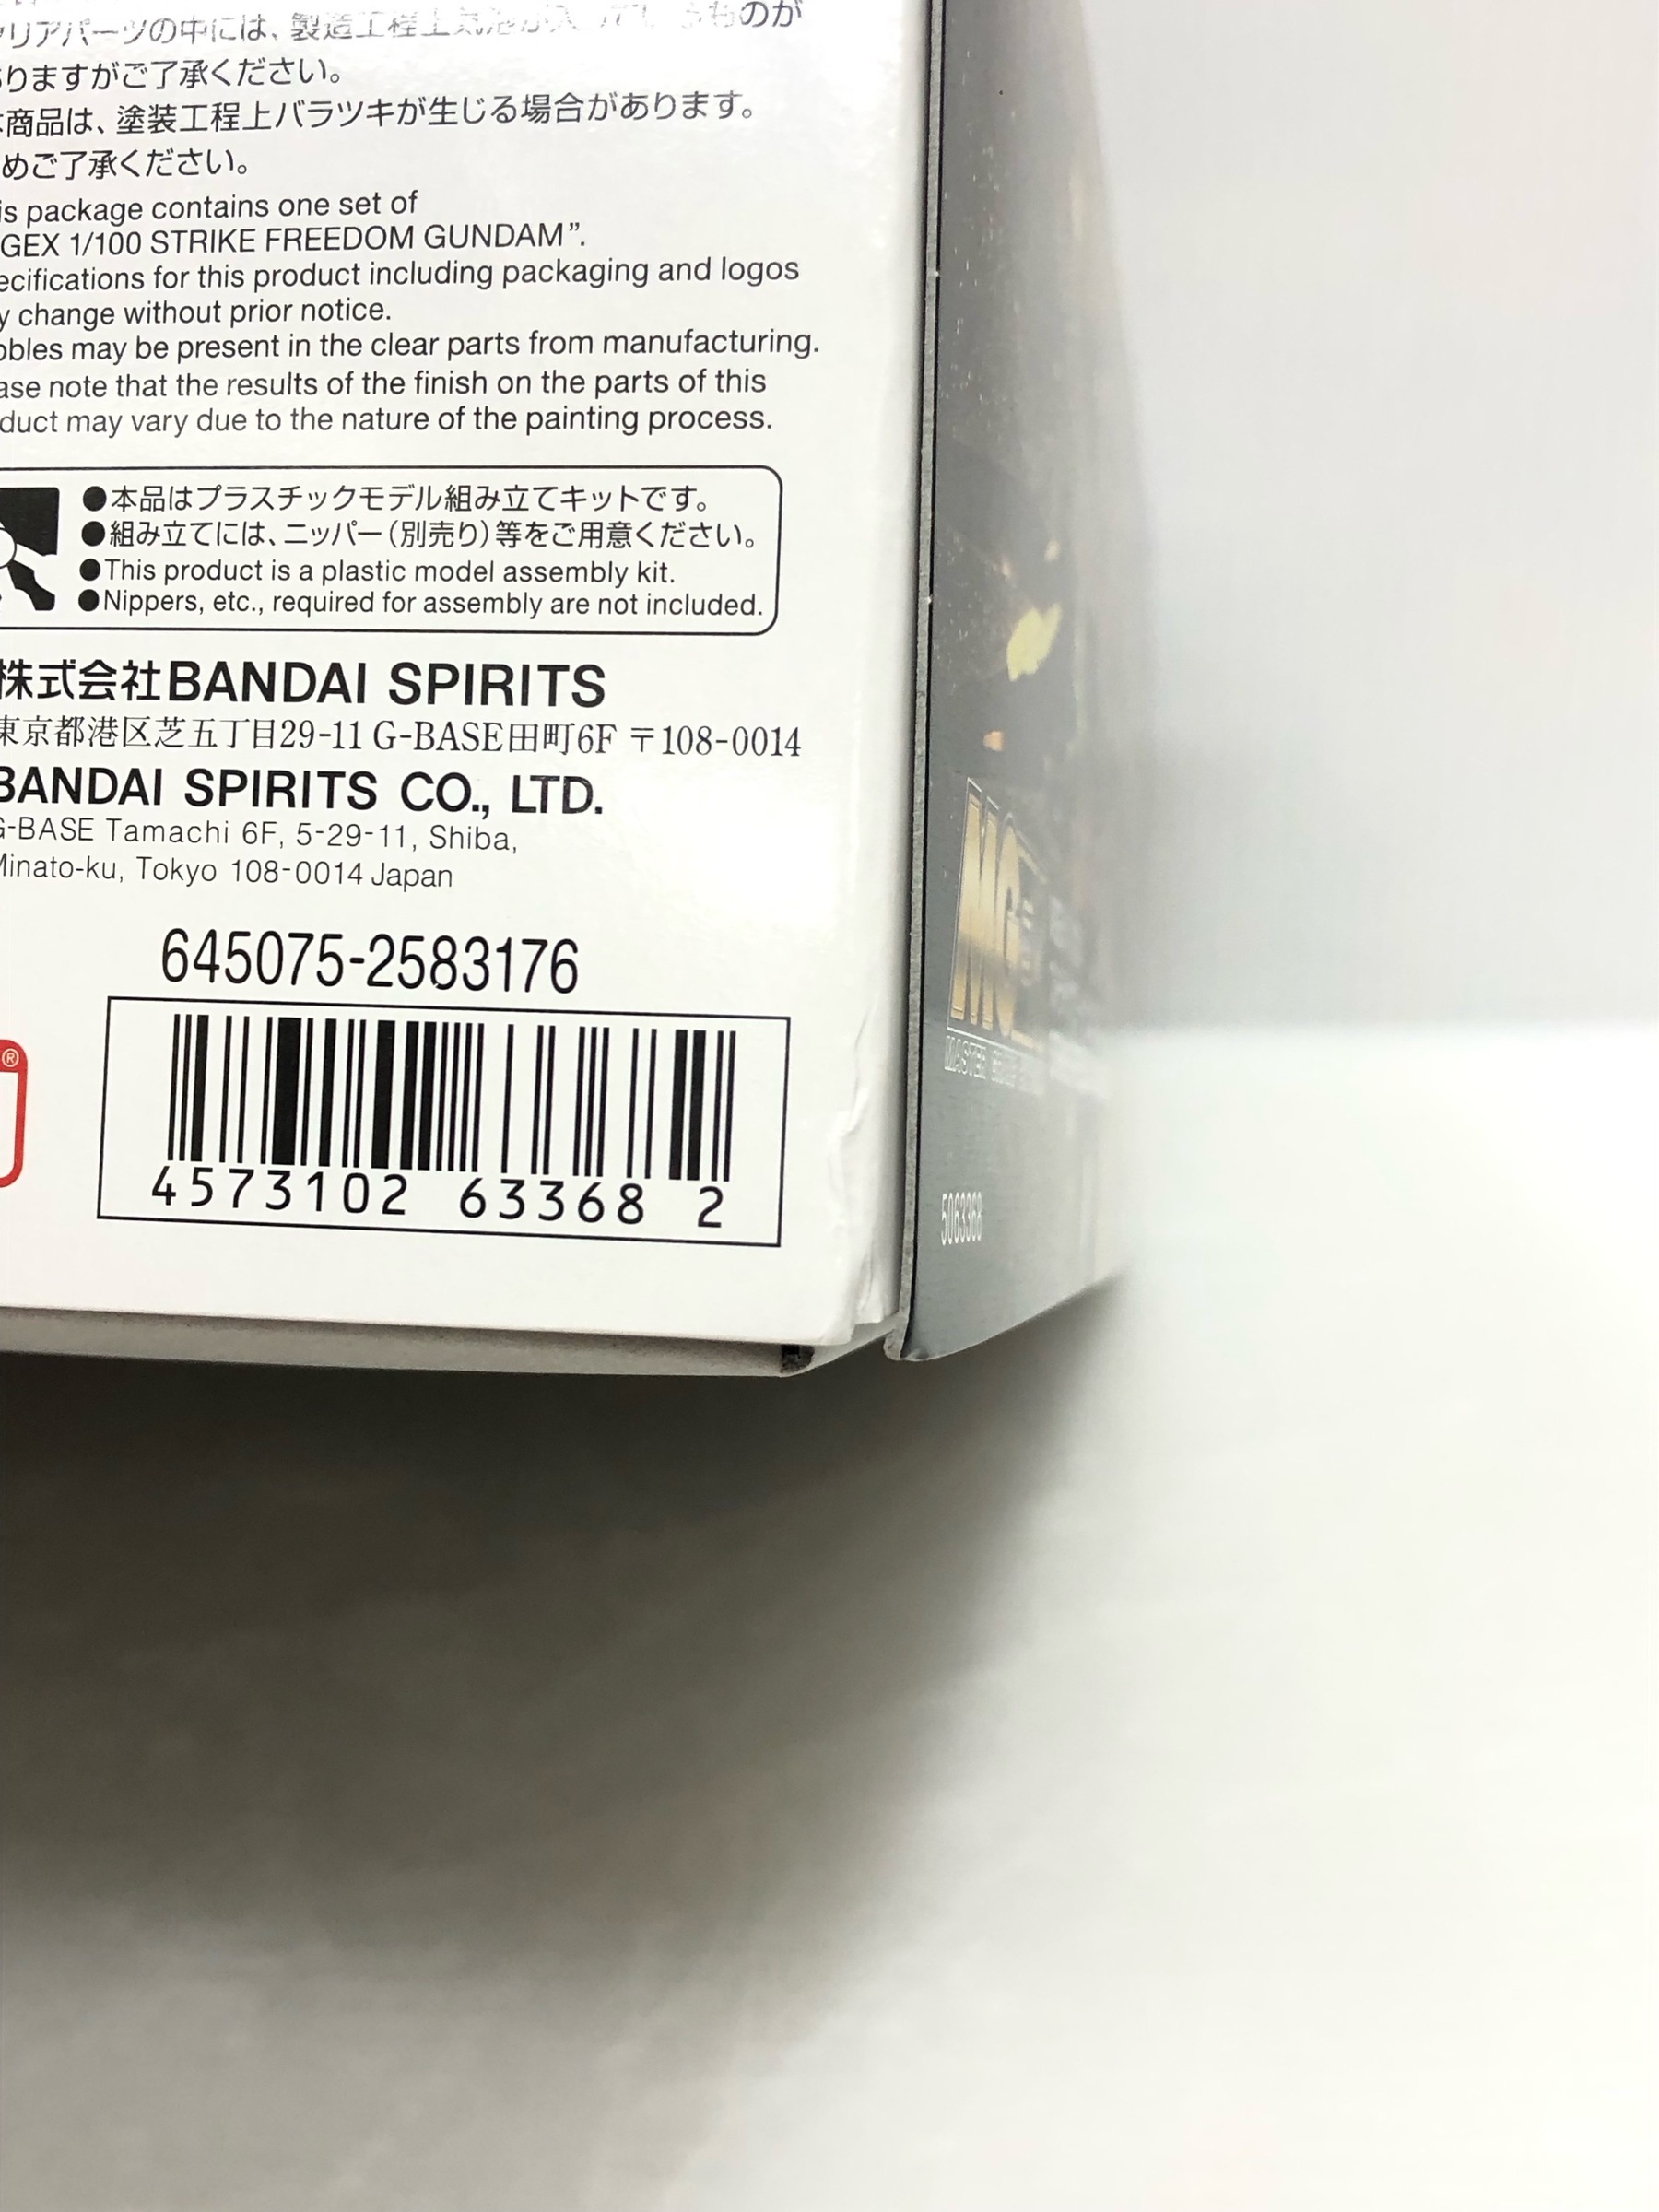 リアパーツの中には、製造工程上気泡が入っているものが
りますがご了承ください。
商品は、塗装工程上バラツキが生じる場合があります。
めご了承ください。
is package contains one set of
GEX 1/100 STRIKE FREEDOM GUNDAM”.
ecifications for this product including packaging and logos
y change without prior notice.
bbles may be present in the clear parts from manufacturing.
ase note that the results of the finish on the parts of this
duct may vary due to the nature of the painting process.
●本品はプラスチックモデル組み立てキットです。
●組み立てには、ニッパー（別売り）等をご用意ください。
●This product is a plastic model assembly kit.
●Nippers, etc., required for assembly are not included.
株式会社BANDAI SPIRITS
東京都港区芝五丁目29-11 G-BASE田町6F 〒108-0014
BANDAI SPIRITS CO., LTD.
G-BASE Tamachi 6F, 5-29-11, Shiba,
Minato-ku, Tokyo 108-0014 Japan
645075-2583176
4573102 63368 2
®
MG
MASTER
5063368